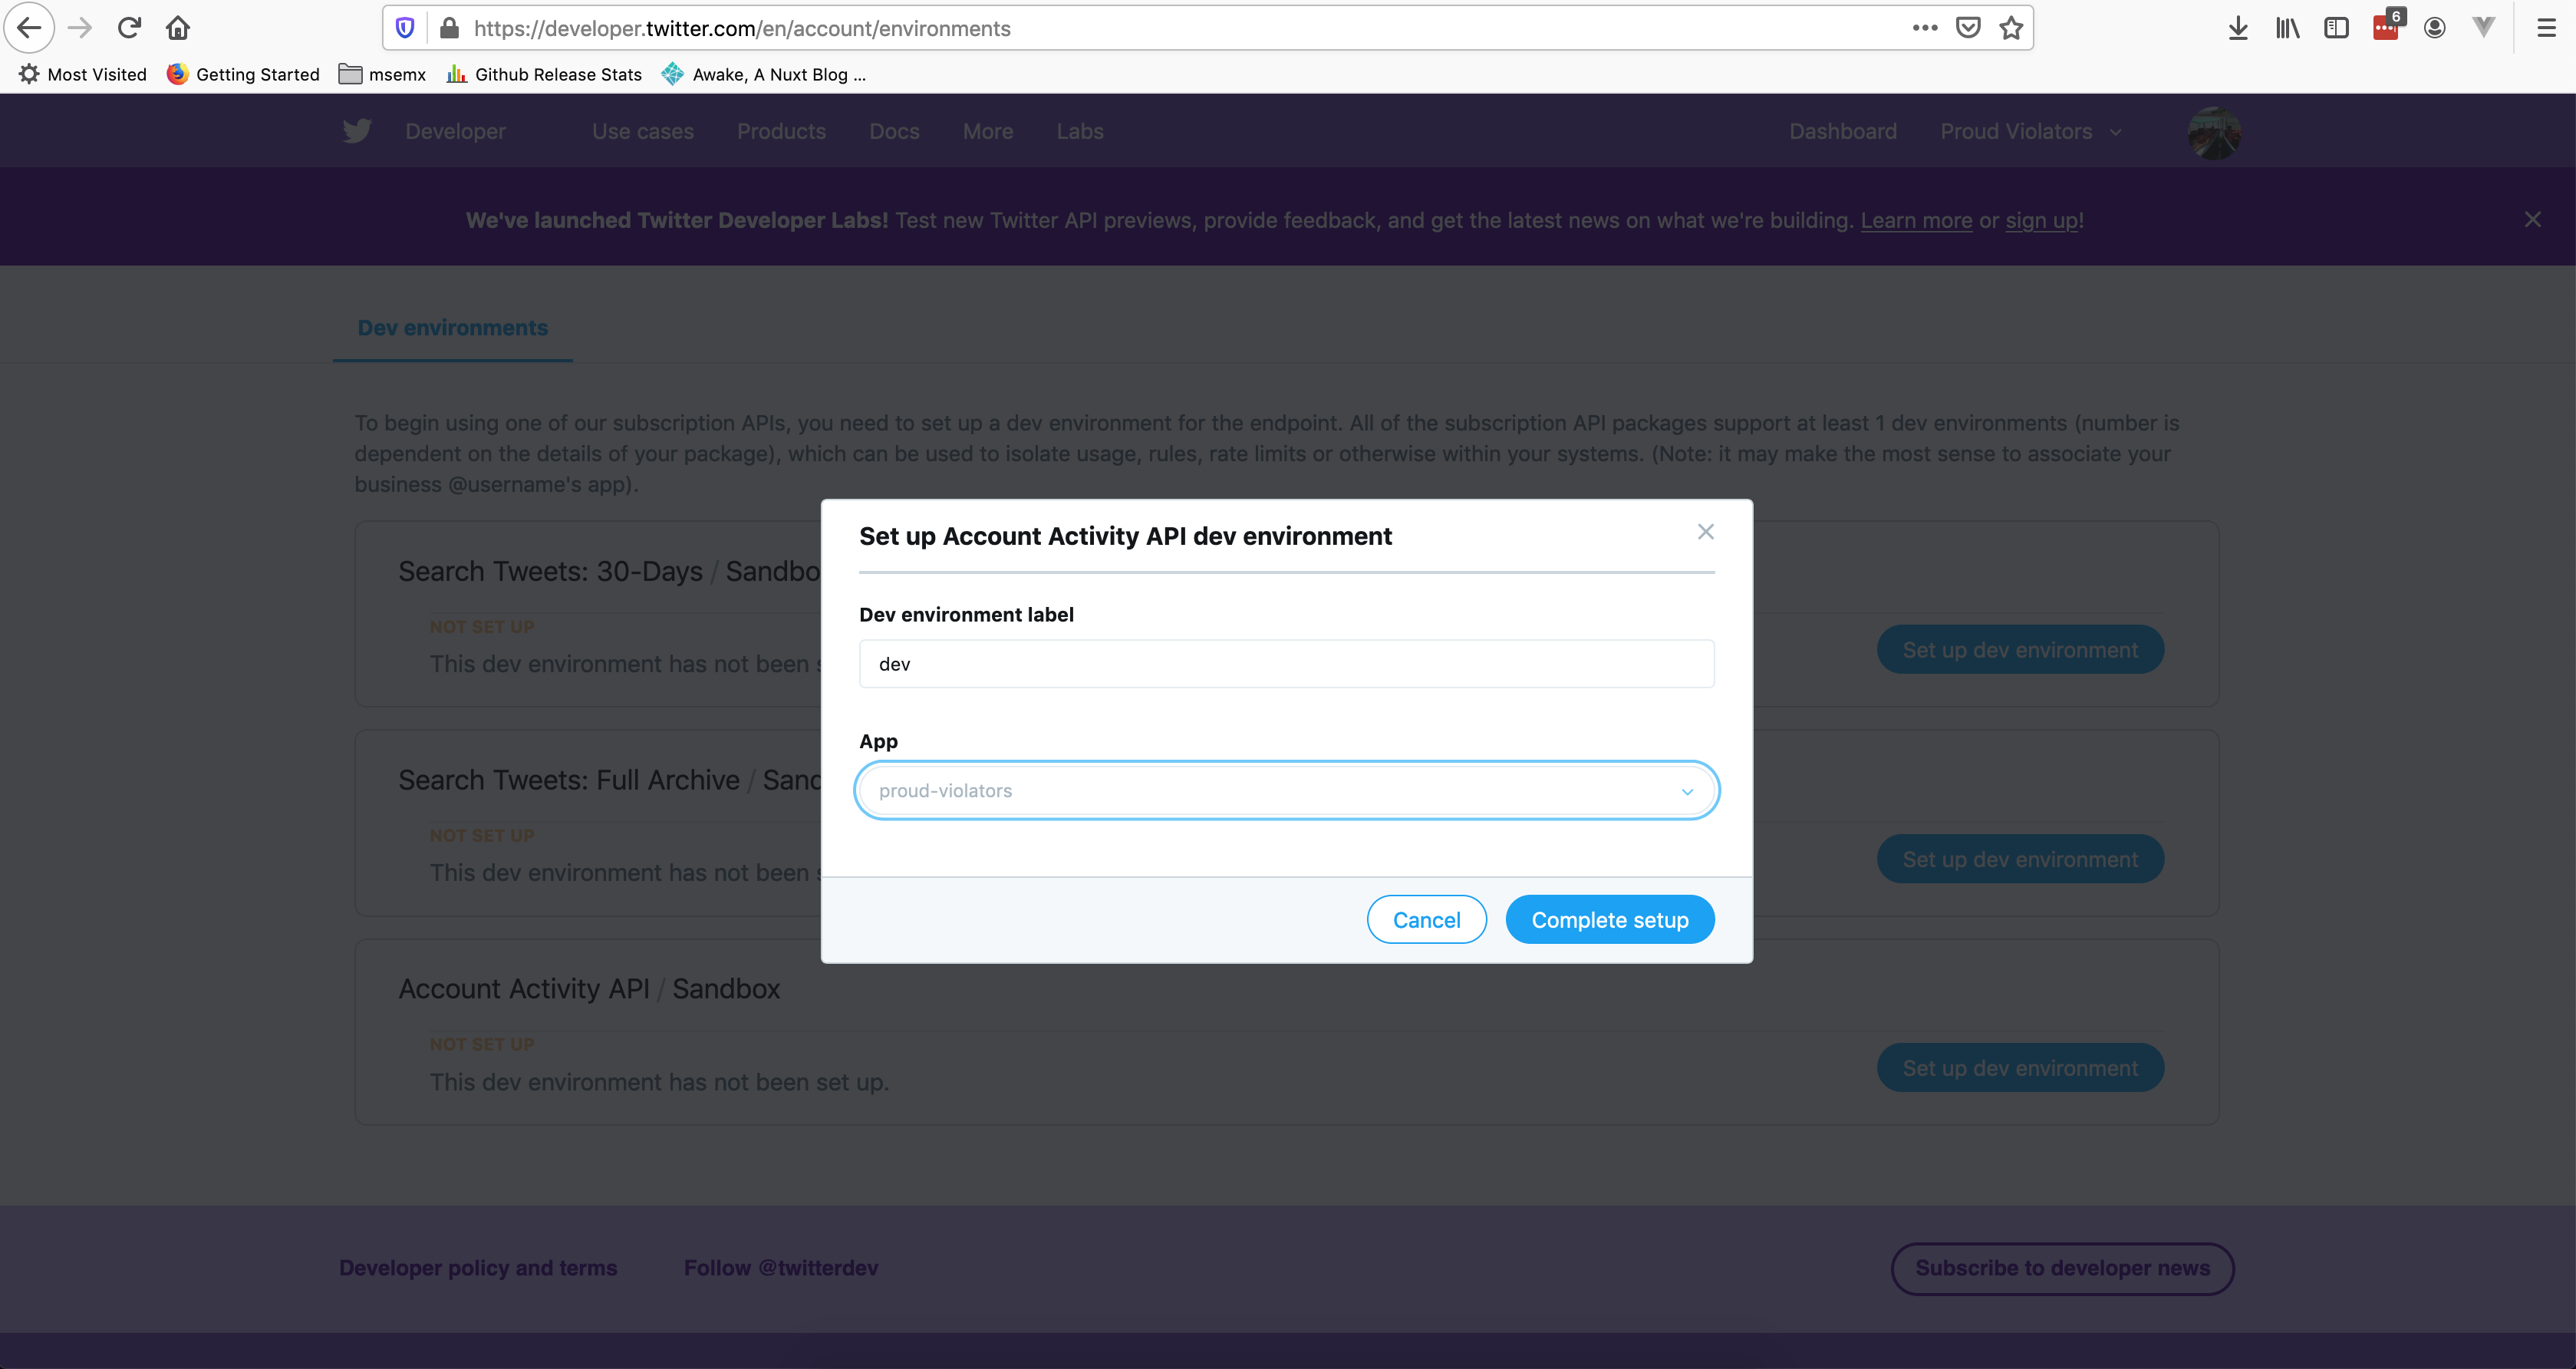 https://developer.twitter.com/en/account/environments
6
Most Visited Getting Started msemx Github Release Stats Awake, A Nuxt Blog ...
Developer Use cases Products Docs More Labs Dashboard Proud Violators
We've launched Twitter Developer Labs! Test new Twitter API previews, provide feedback, and get the latest news on what we're building. Learn more or sign up!
Dev environments
To begin using one of our subscription APIs, you need to set up a dev environment for the endpoint. All of the subscription API packages support at least 1 dev environments (number is
dependent on the details of your package), which can be used to isolate usage, rules, rate limits or otherwise within your systems. (Note: it may make the most sense to associate your
business @username's app).
Search Tweets: 30-Days / Sandbo
NOT SET UP
This dev environment has not been s
Set up dev environment
Search Tweets: Full Archive / Sand
NOT SET UP
This dev environment has not been s
Set up dev environment
Set up Account Activity API dev environment
Dev environment label
dev
App
proud-violators
Cancel Complete setup
Account Activity API / Sandbox
NOT SET UP
This dev environment has not been set up.
Set up dev environment
Developer policy and terms Follow @twitterdev Subscribe to developer news